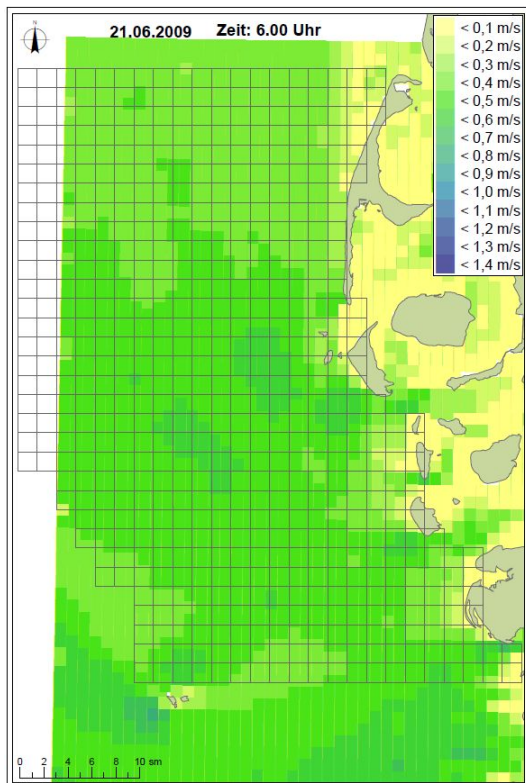 N
21.06.2009 Zeit: 6.00 Uhr
< 0,1 m/s
< 0,2 m/s
< 0,3 m/s
< 0,4 m/s
< 0,5 m/s
< 0,6 m/s
< 0,7 m/s
< 0,8 m/s
< 0,9 m/s
< 1,0 m/s
< 1,1 m/s
< 1,2 m/s
< 1,3 m/s
< 1,4 m/s
0 2 4 6 8 10 sm